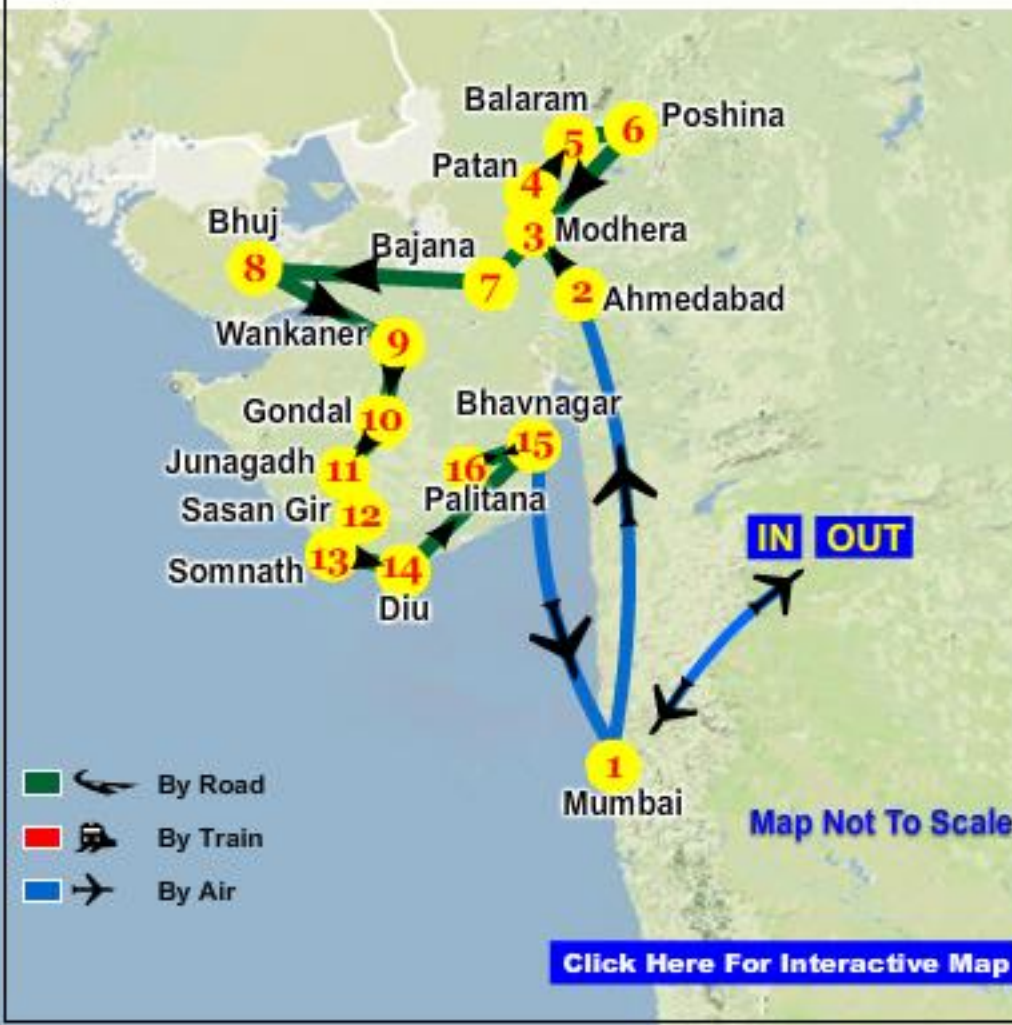 Balaram
5
6
Poshina
Patan
4
Bhuj
Bajana
3
Modhera
8
7
2
Ahmedabad
Wankaner
9
Gondal
10
Bhavnagar
Junagadh
11
16
15
Sasan Gir
12
Palitana
Somnath
13
14
Diu
IN OUT
1
Mumbai
By Road
By Train
By Air
Map Not To Scale
Click Here For Interactive Map